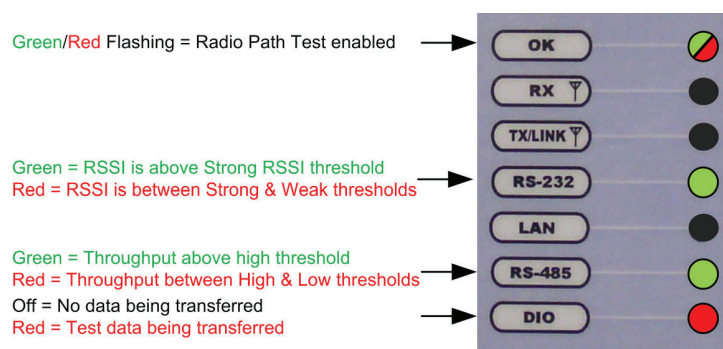 Green/Red Flashing = Radio Path Test enabled
OK
RX
TX/LINK
Green = RSSI is above Strong RSSI threshold
Red = RSSI is between Strong & Weak thresholds
RS-232
LAN
Green = Throughput above high threshold
Red = Throughput between High & Low thresholds
RS-485
Off = No data being transferred
Red = Test data being transferred
DIO